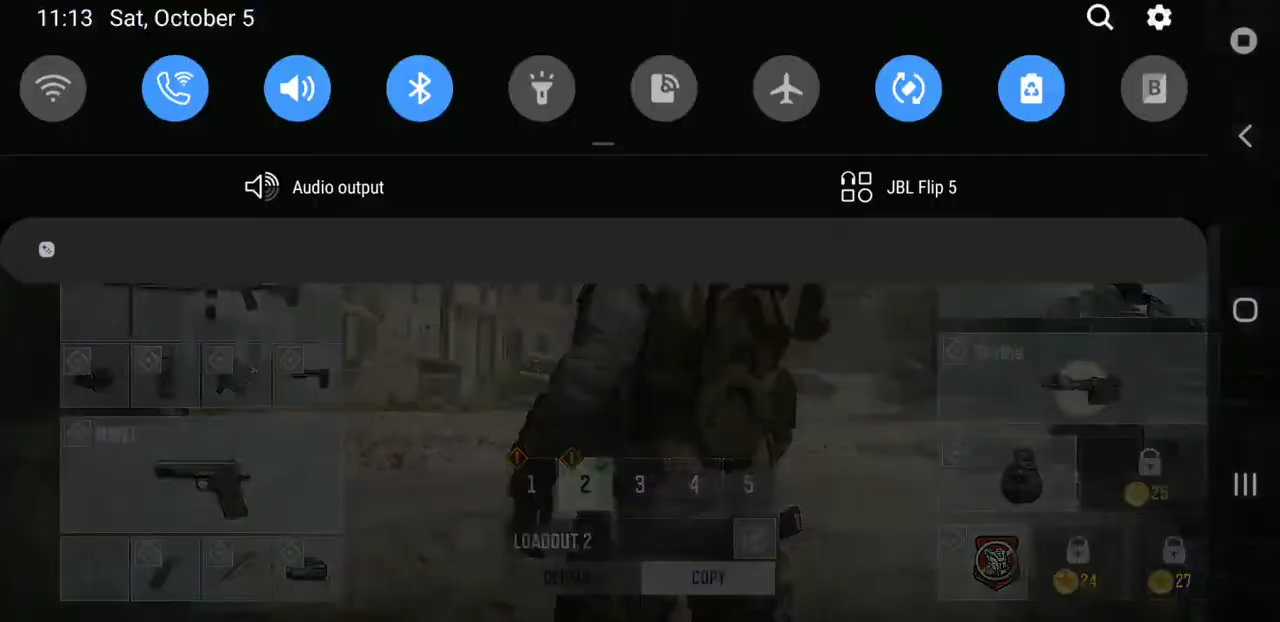 11:13 Sat, October 5
B
Audio output
JBL Flip 5
1 2 3 4 5
25
LOADOUT 2
COPY
24
27